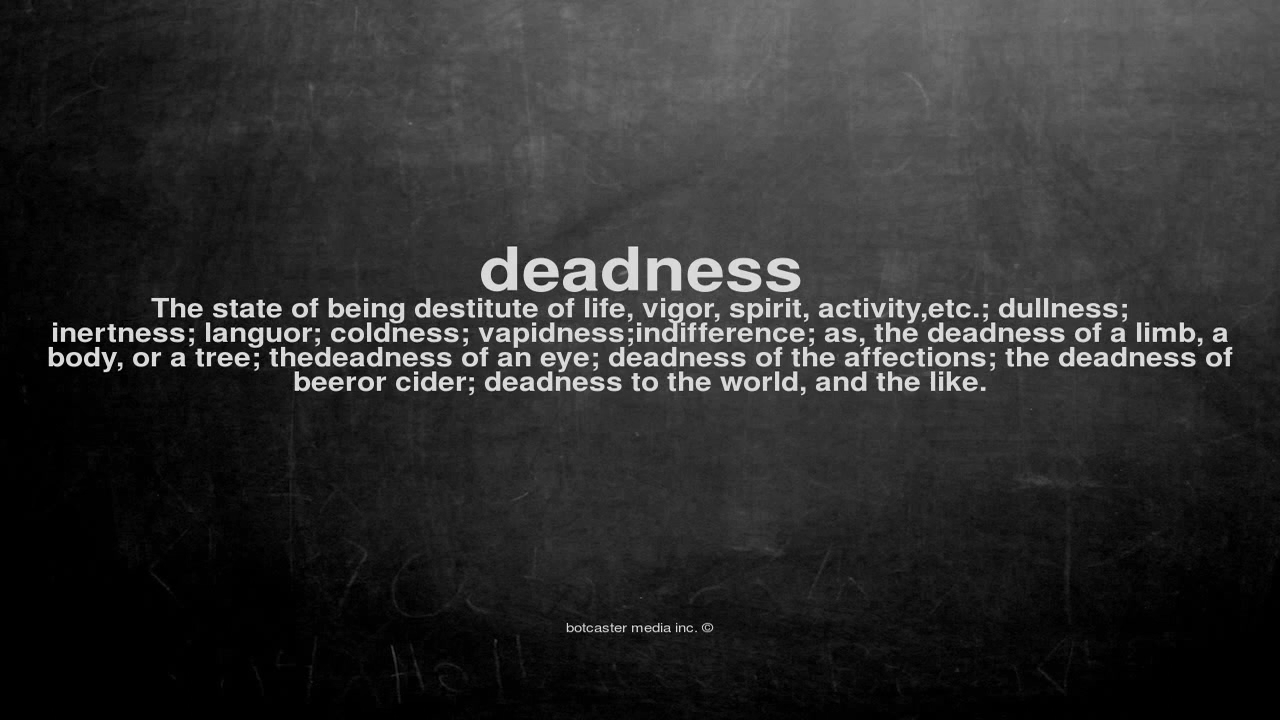 deadness
The state of being destitute of life, vigor, spirit, activity,etc.; dullness;
inertness; languor; coldness; vapidness;indifference; as, the deadness of a limb, a
body, or a tree; thedeadness of an eye; deadness of the affections; the deadness of
beeror cider; deadness to the world, and the like.
botcaster media inc. ©